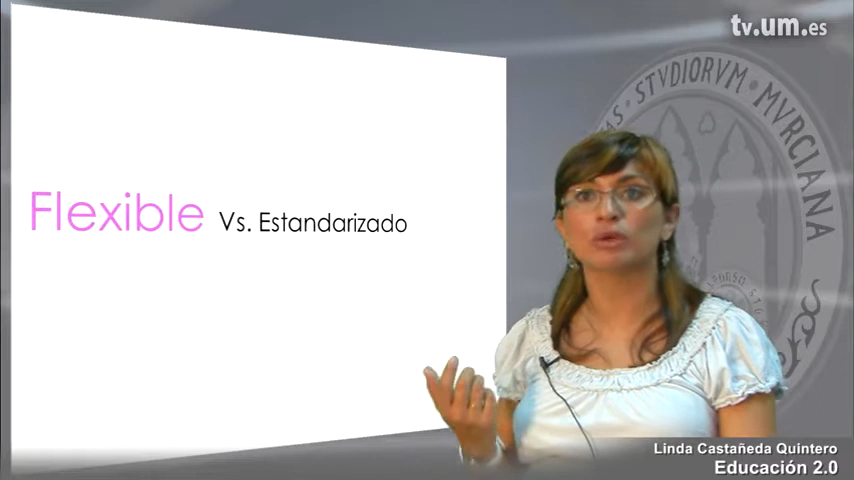 tv.um.es
STVDIORVM · MVRCIANA
Flexible Vs. Estandarizado
Linda Castañeda Quintero
Educación 2.0